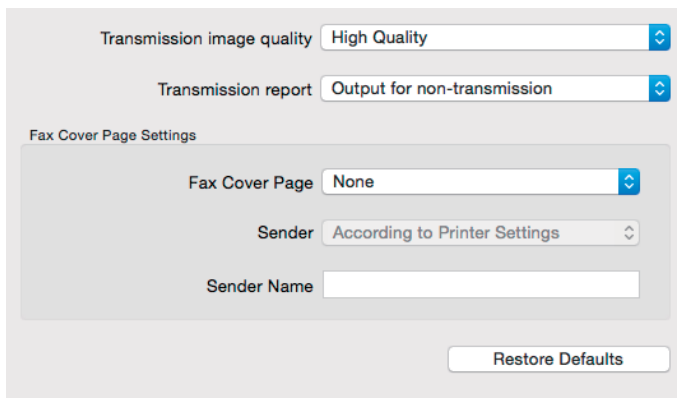 Transmission image quality High Quality
Transmission report Output for non-transmission
Fax Cover Page Settings
Fax Cover Page None
Sender According to Printer Settings
Sender Name
Restore Defaults